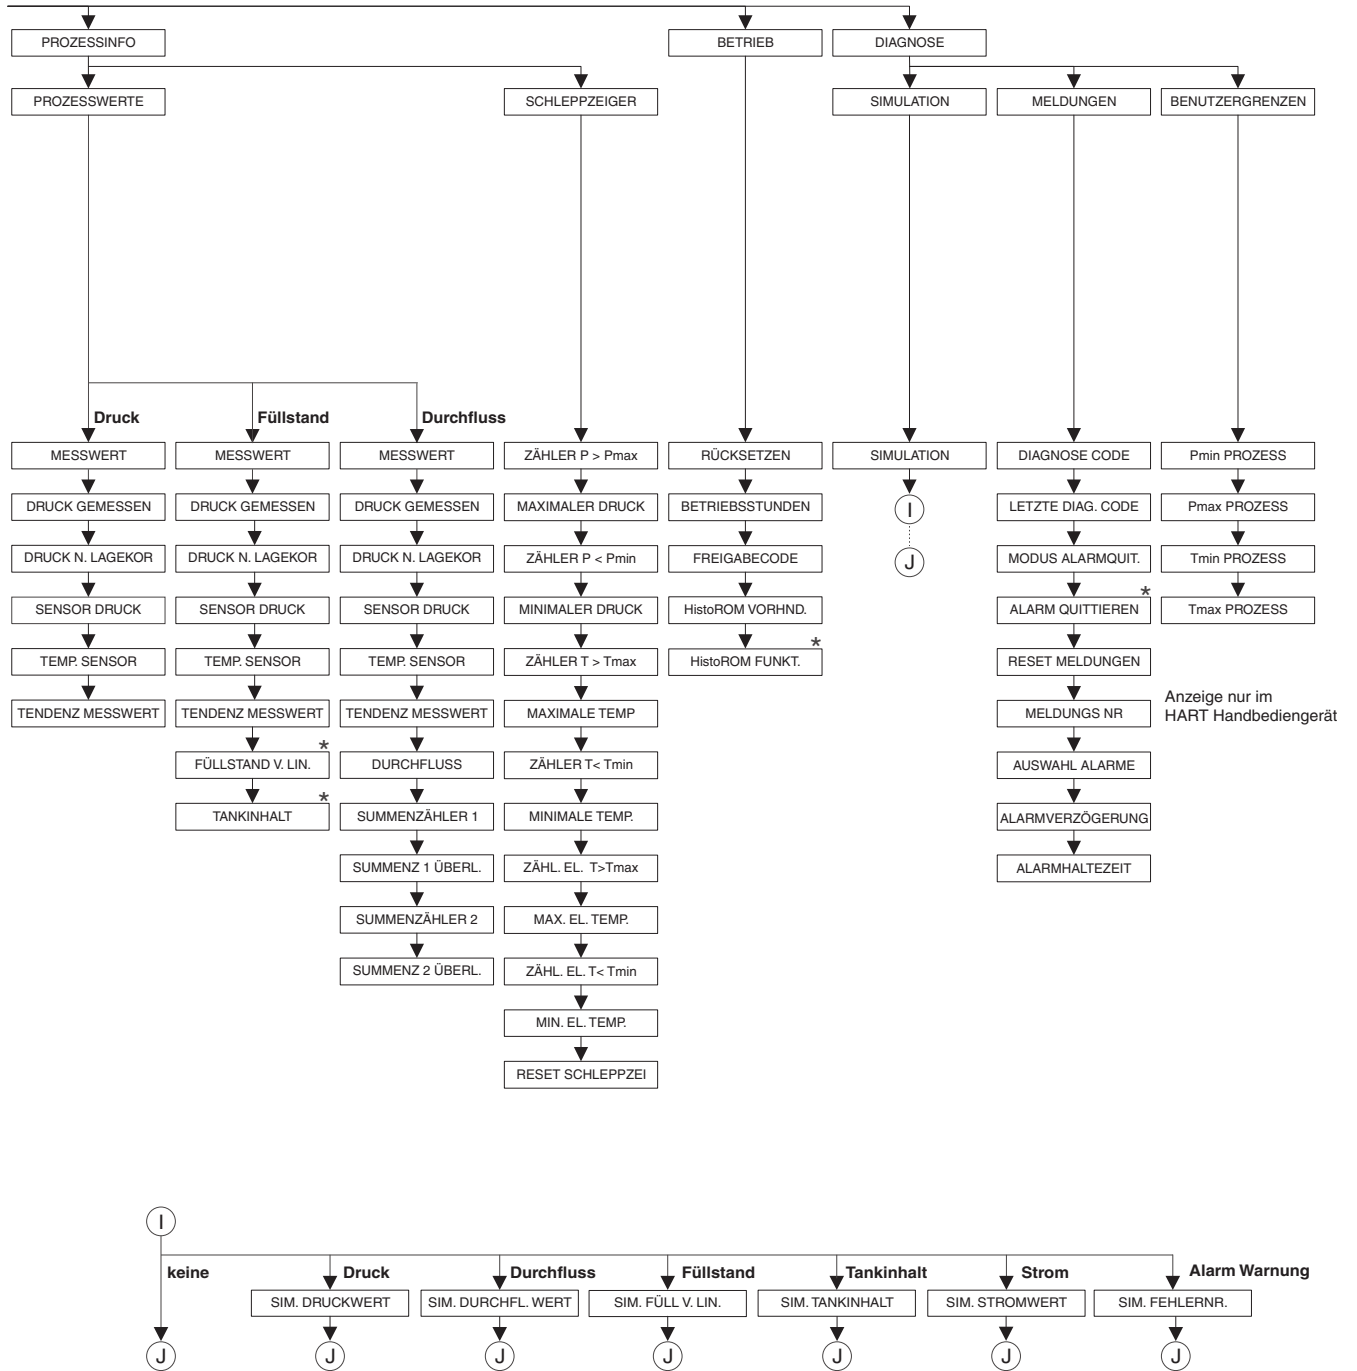 PROZESSINFO
BETRIEB
DIAGNOSE
PROZESSWERTE
SCHLEPPZEIGER
SIMULATION
MELDUNGEN
BENUTZERGRENZEN
Druck
MESSWERT
DRUCK GEMESSEN
DRUCK N. LAGEKOR
SENSOR DRUCK
TEMP. SENSOR
TENDENZ MESSWERT
Füllstand
MESSWERT
DRUCK GEMESSEN
DRUCK N. LAGEKOR
SENSOR DRUCK
TEMP. SENSOR
TENDENZ MESSWERT
*
FÜLLSTAND V. LIN.
*
TANKINHALT
Durchfluss
MESSWERT
DRUCK GEMESSEN
DRUCK N. LAGEKOR
SENSOR DRUCK
TEMP. SENSOR
TENDENZ MESSWERT
DURCHFLUSS
SUMMENZÄHLER 1
SUMMENZ 1 ÜBERL.
SUMMENZÄHLER 2
SUMMENZ 2 ÜBERL.
ZÄHLER P > Pmax
MAXIMALER DRUCK
ZÄHLER P < Pmin
MINIMALER DRUCK
ZÄHLER T > Tmax
MAXIMALE TEMP
ZÄHLER T< Tmin
MINIMALE TEMP.
ZÄHL. EL. T>Tmax
MAX. EL. TEMP.
ZÄHL. EL. T< Tmin
MIN. EL. TEMP.
RESET SCHLEPPZEI
RÜCKSETZEN
BETRIEBSSTUNDEN
FREIGABECODE
HistoROM VORHND.
*
HistoROM FUNKT.
SIMULATION
I
J
DIAGNOSE CODE
LETZTE DIAG. CODE
MODUS ALARMQUIT.
*
ALARM QUITTIEREN
RESET MELDUNGEN
MELDUNGS NR
AUSWAHL ALARME
ALARMVERZÖGERUNG
ALARMHALTEZEIT
Pmin PROZESS
Pmax PROZESS
Tmin PROZESS
Tmax PROZESS
Anzeige nur im
HART Handbediengerät
I
keine
Druck
Durchfluss
Füllstand
Tankinhalt
Strom
Alarm Warnung
SIM. DRUCKWERT
SIM. DURCHFL. WERT
SIM. FÜLL V. LIN.
SIM. TANKINHALT
SIM. STROMWERT
SIM. FEHLERNR.
J
J
J
J
J
J
J